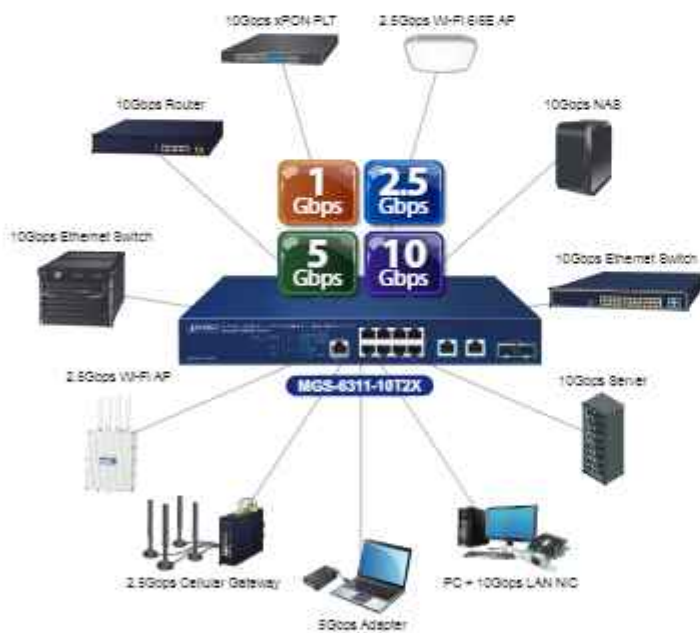 10Gbps xPON PLT
2.5Gbps Wi-Fi 6/6E AP
10Gbps Router
10Gbps NAS
1
Gbps
2.5
Gbps
10Gbps Ethernet Switch
5
Gbps
10
Gbps
10Gbps Ethernet Switch
PLANET
MGS-6311-10T2X
2.5Gbps Wi-Fi AP
10Gbps Server
2.5Gbps Cellular Gateway
PC + 10Gbps LAN NIC
5Gbps Adapter